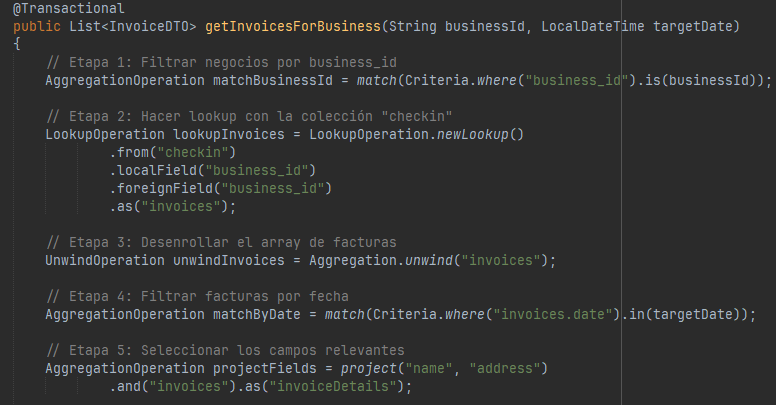 @Transactional
public List<InvoiceDTO> getInvoicesForBusiness(String businessId, LocalDateTime targetDate)
{
// Etapa 1: Filtrar negocios por business_id
AggregationOperation matchBusinessId = match(Criteria.where("business_id").is(businessId));
// Etapa 2: Hacer lookup con la colección "checkin"
LookupOperation lookupInvoices = LookupOperation.newLookup()
.from("checkin")
.localField("business_id")
.foreignField("business_id")
.as("invoices");
// Etapa 3: Desenrollar el array de facturas
UnwindOperation unwindInvoices = Aggregation.unwind("invoices");
// Etapa 4: Filtrar facturas por fecha
AggregationOperation matchByDate = match(Criteria.where("invoices.date").in(targetDate));
// Etapa 5: Seleccionar los campos relevantes
AggregationOperation projectFields = project("name", "address")
.and("invoices").as("invoiceDetails");